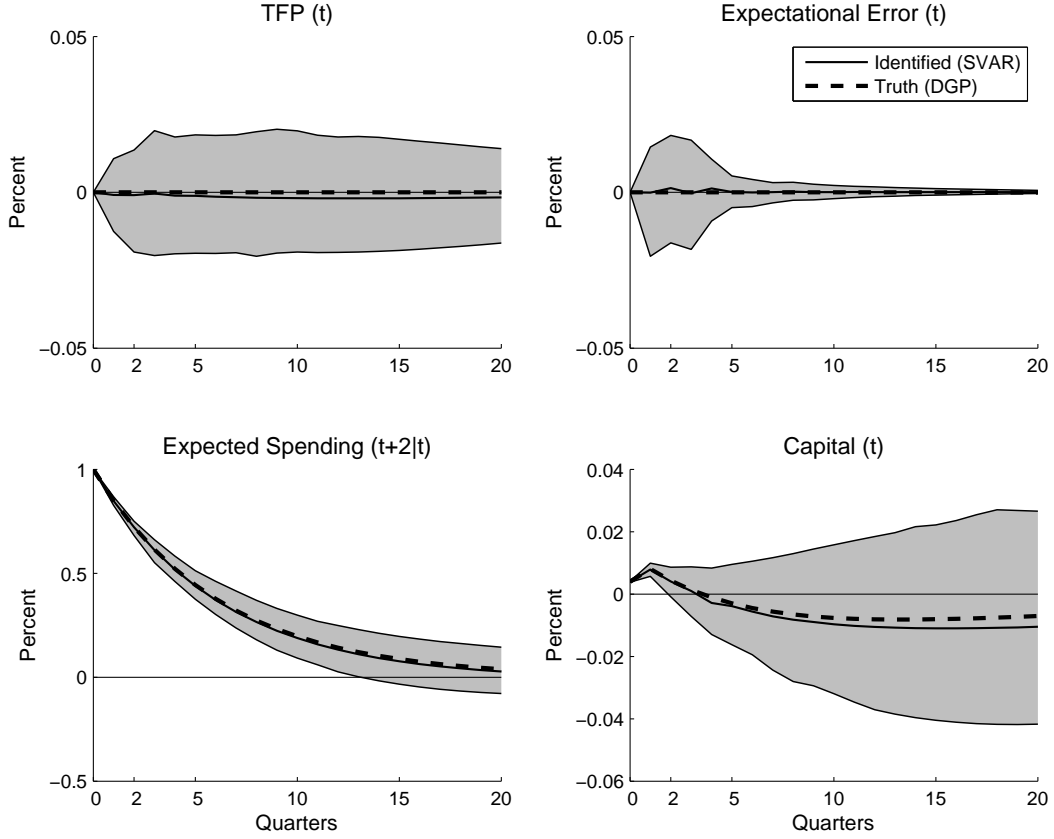 TFP (t)
0.05
0
−0.05
Percent
0 2 5 10 15 20
Expectational Error (t)
Identified (SVAR)
Truth (DGP)
0.05
0
−0.05
Percent
0 2 5 10 15 20
Expected Spending (t+2|t)
1
0.5
0
−0.5
Percent
0 2 5 10 15 20
Quarters
Capital (t)
0.04
0.02
0
−0.02
−0.04
−0.06
Percent
0 2 5 10 15 20
Quarters